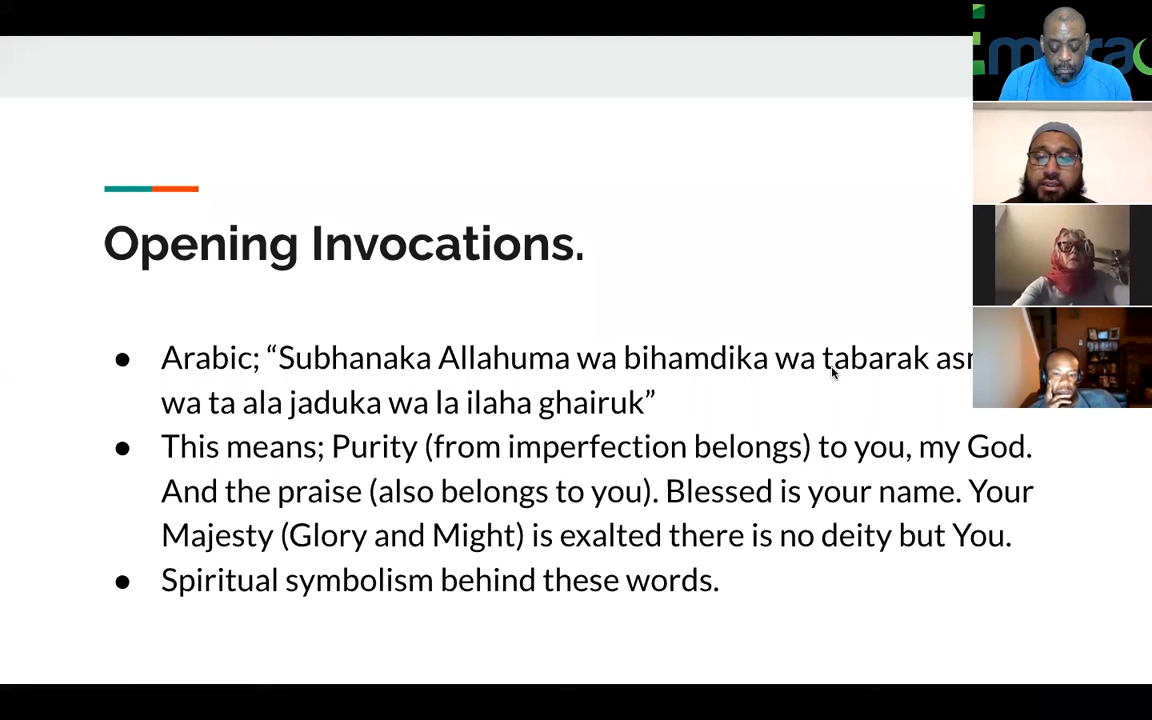 Opening Invocations.
● Arabic; “Subhanaka Allahuma wa bihamdika wa tabarak
wa ta ala jaduka wa la ilaha ghairuk”
● This means; Purity (from imperfection belongs) to you, my God.
And the praise (also belongs to you). Blessed is your name. Your
Majesty (Glory and Might) is exalted there is no deity but You.
● Spiritual symbolism behind these words.